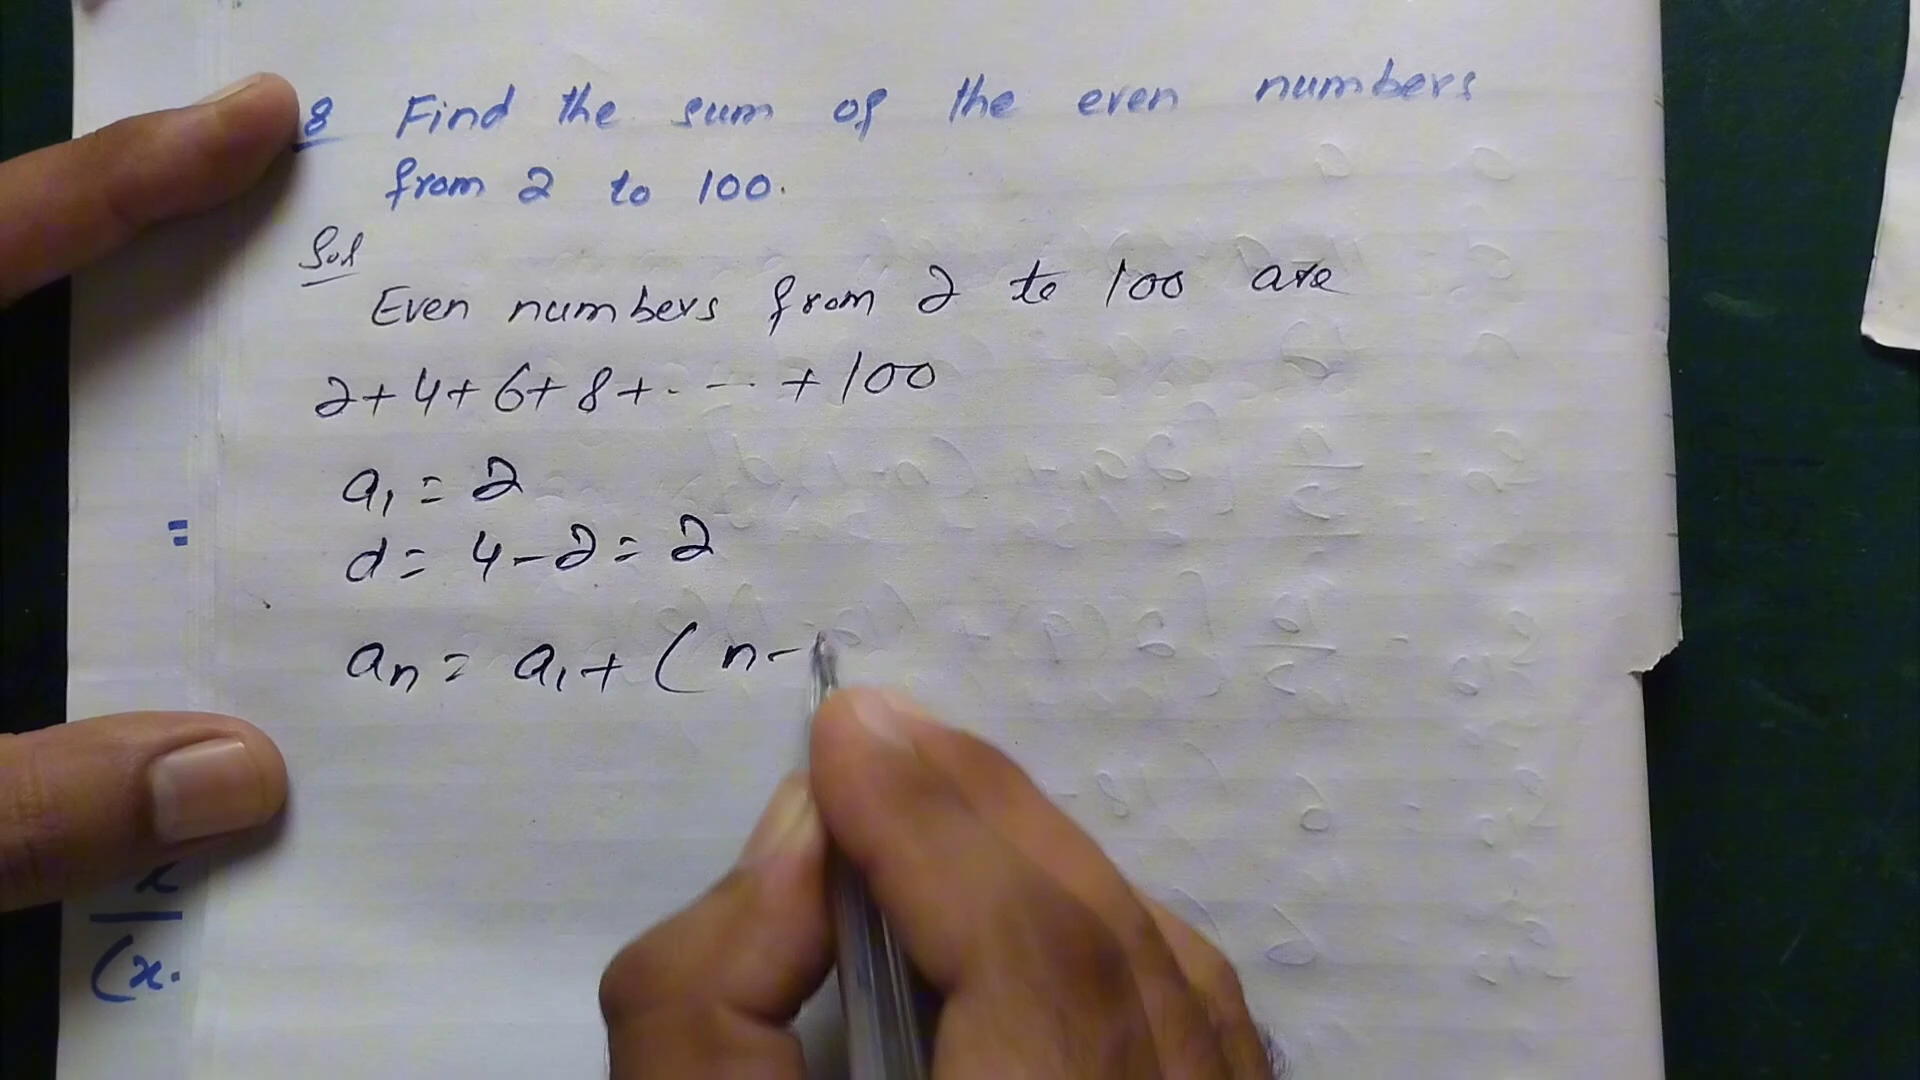 8 Find the sum of the even numbers
from 2 to 100.
Sol
Even numbers from 2 to 100 are
2+4+6+8+. - - +100
a₁ = 2
d = 4-2 = 2
aₙ = a₁+ (n-
=
(x.